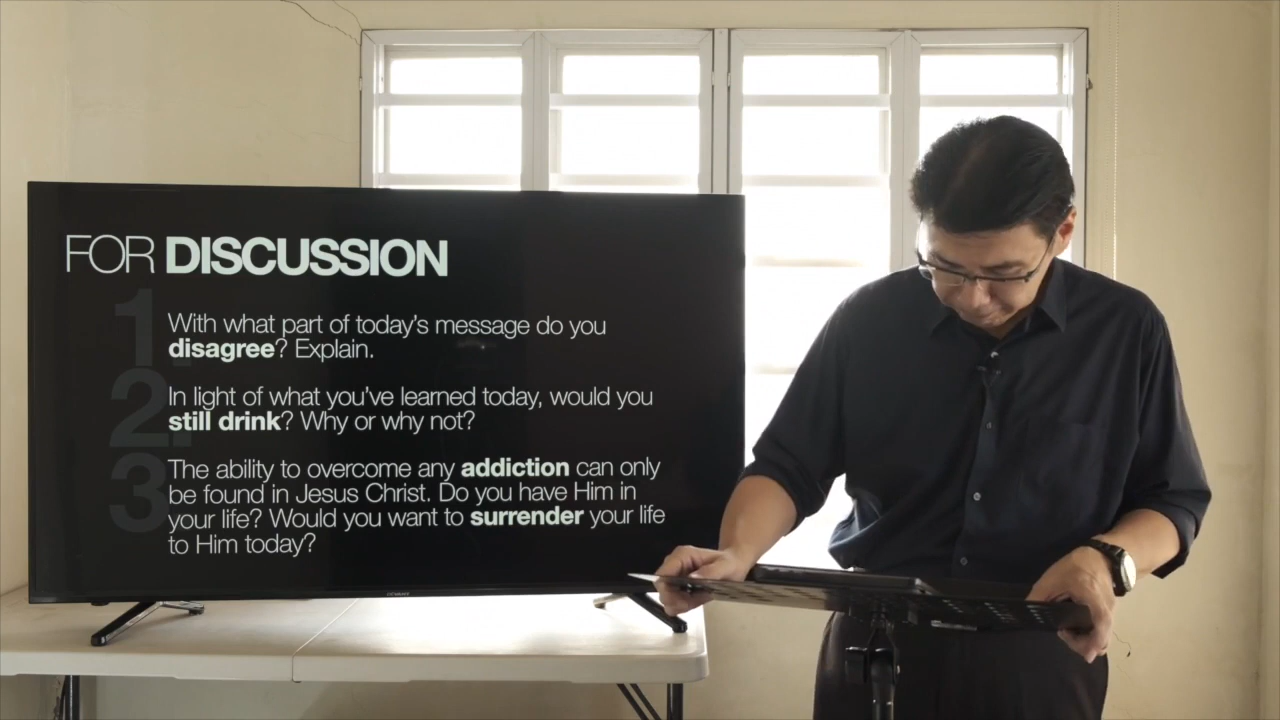 FOR DISCUSSION
1.
With what part of today's message do you
disagree? Explain.
2.
In light of what you've learned today, would you
still drink? Why or why not?
3
The ability to overcome any addiction can only
be found in Jesus Christ. Do you have Him in
your life? Would you want to surrender your life
to Him today?